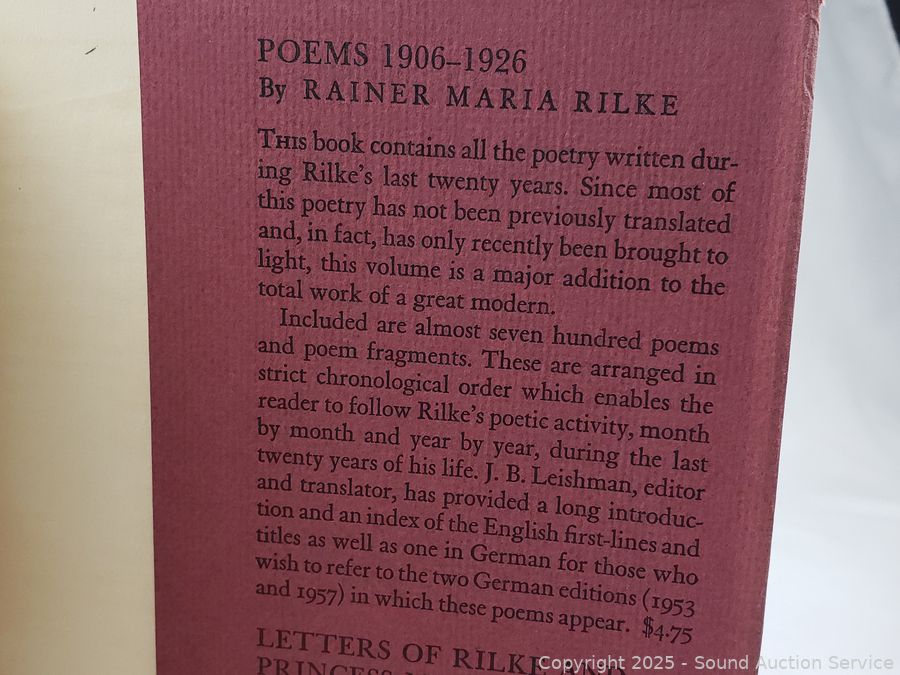 POEMS 1906–1926
By RAINER MARIA RILKE
THIS book contains all the poetry written dur-
ing Rilke's last twenty years. Since most of
this poetry has not been previously translated
and, in fact, has only recently been brought to
light, this volume is a major addition to the
total work of a great modern.
Included are almost seven hundred poems
and poem fragments. These are arranged in
strict chronological order which enables the
reader to follow Rilke's poetic activity, month
by month and year by year, during the last
twenty years of his life. J. B. Leishman, editor
and translator, has provided a long introduc-
tion and an index of the English first-lines and
titles as well as one in German for those who
wish to refer to the two German editions (1953
and 1957) in which these poems appear. $4.75
LETTERS OF RILKE AND
Copyright 2025 - Sound Auction Service